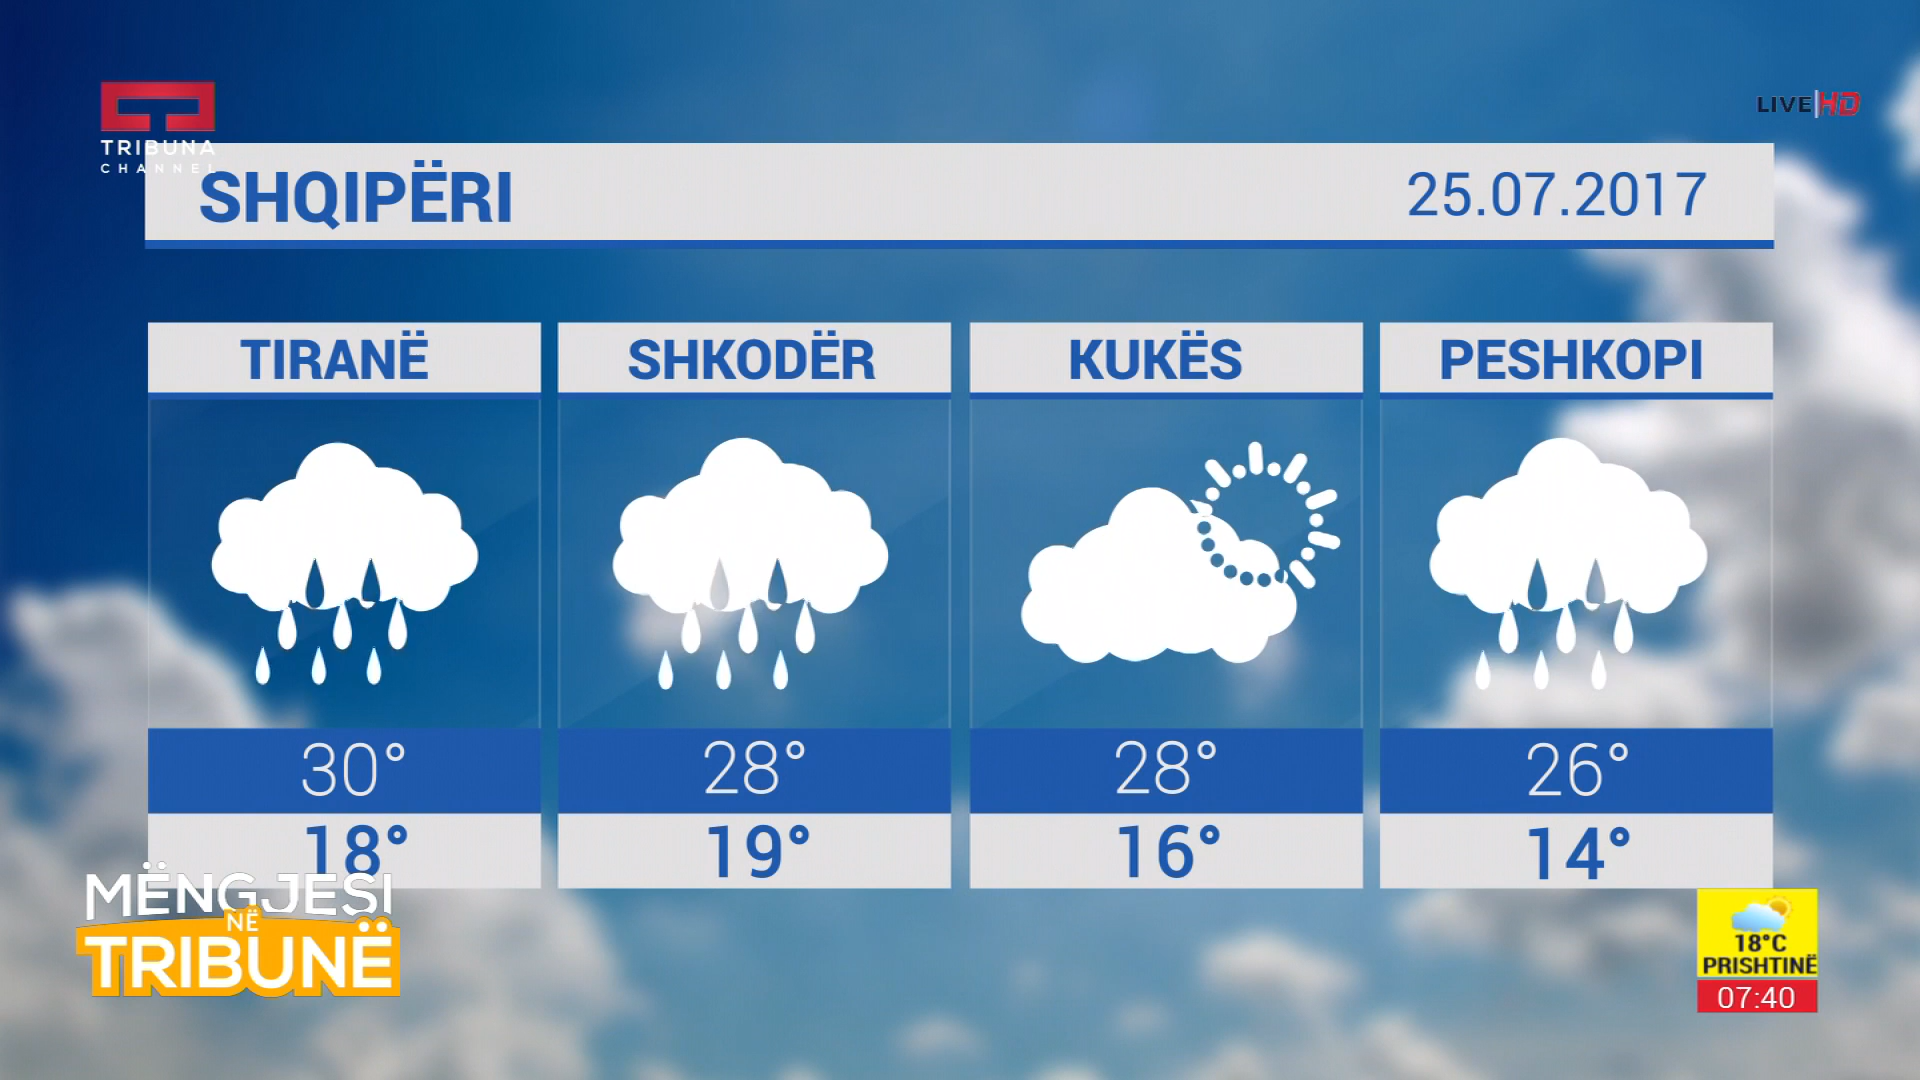 TRIBUNA
CHANNEL
LIVE HD
SHQIPËRI
25.07.2017
TIRANË
SHKODËR
KUKËS
PESHKOPI
30°
28°
28°
26°
18°
19°
16°
14°
MËNGJESI
NË
TRIBUNË
18°C
PRISHTINË
07:40